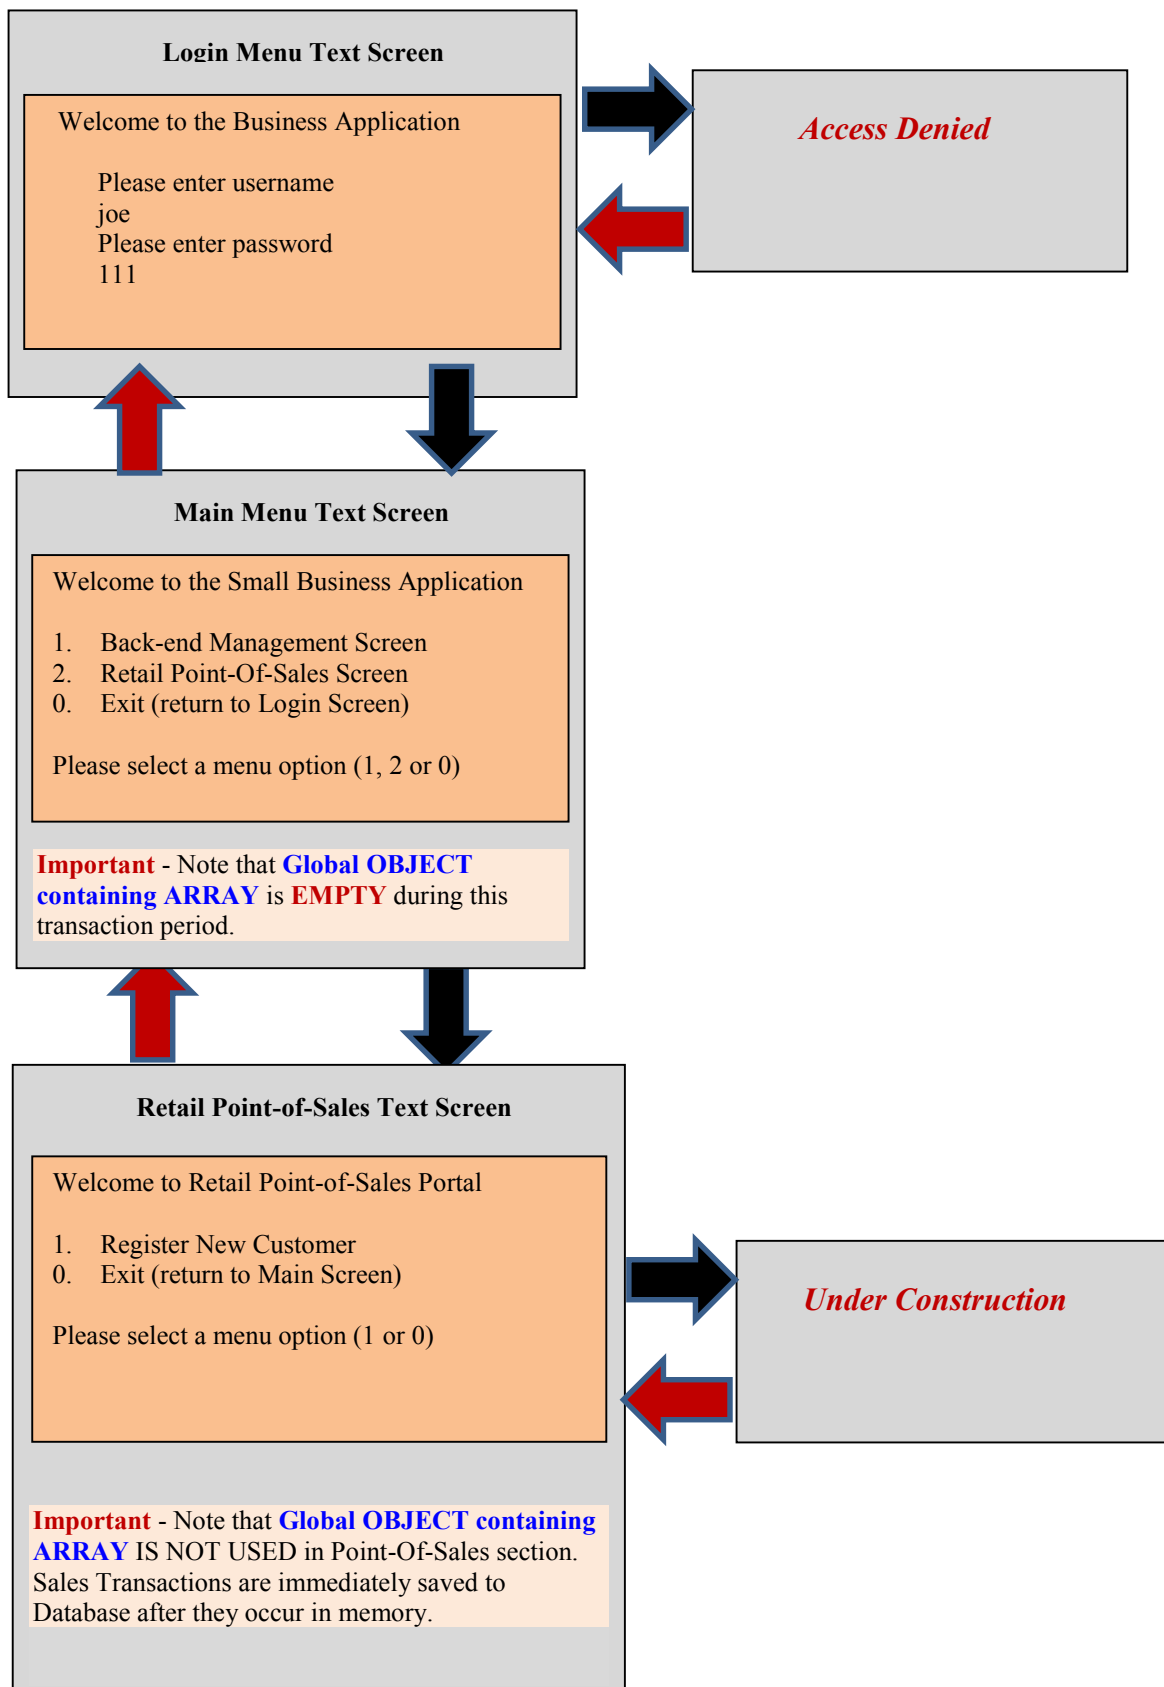 Login Menu Text Screen
Welcome to the Business Application
Please enter username
joe
Please enter password
111
Access Denied
Main Menu Text Screen
Welcome to the Small Business Application
1. Back-end Management Screen
2. Retail Point-Of-Sales Screen
0. Exit (return to Login Screen)
Please select a menu option (1, 2 or 0)
Important - Note that Global OBJECT
containing ARRAY is EMPTY during this
transaction period.
Retail Point-of-Sales Text Screen
Welcome to Retail Point-of-Sales Portal
1. Register New Customer
0. Exit (return to Main Screen)
Please select a menu option (1 or 0)
Under Construction
Important - Note that Global OBJECT containing
ARRAY IS NOT USED in Point-Of-Sales section.
Sales Transactions are immediately saved to
Database after they occur in memory.